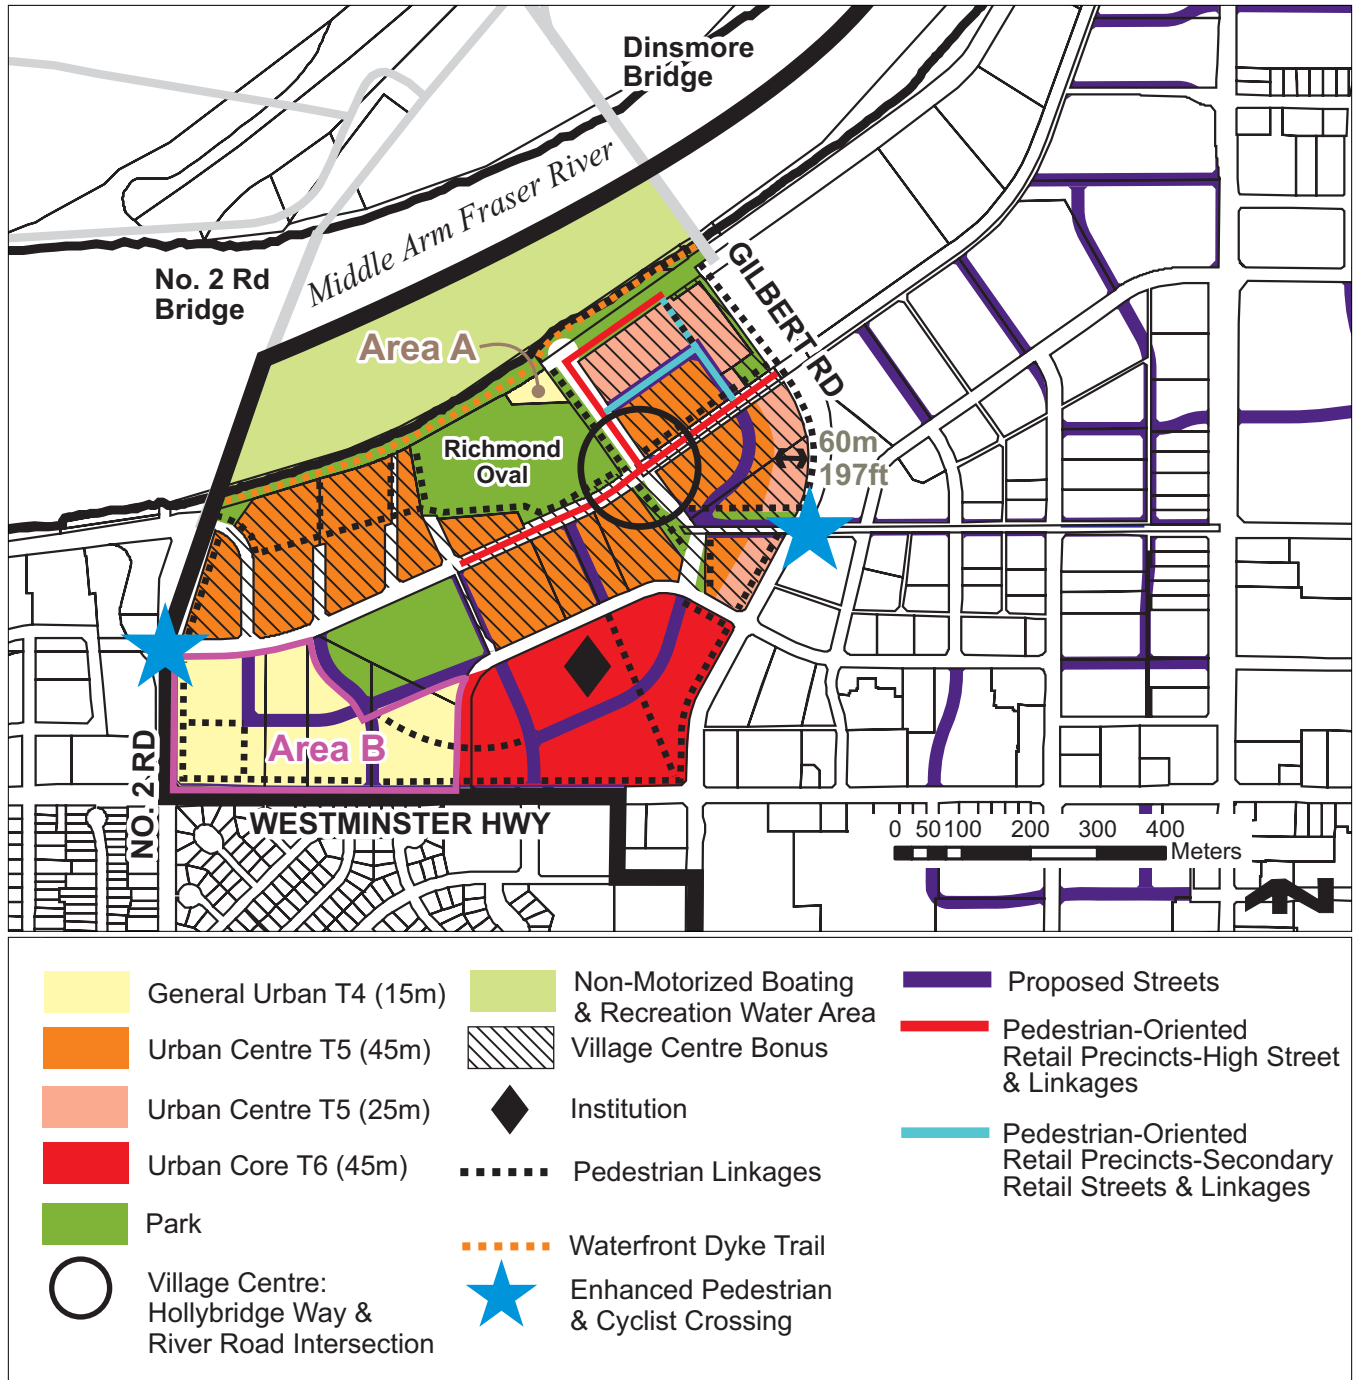 Dinsmore
Bridge
Middle Arm Fraser River
No. 2 Rd
Bridge
GILBERT RD
Area A
Richmond
Oval
60m
197ft
Area B
NO. 2 RD
WESTMINSTER HWY
0 50 100 200 300 400
Meters
N
General Urban T4 (15m)
Urban Centre T5 (45m)
Urban Centre T5 (25m)
Urban Core T6 (45m)
Park
Village Centre:
Hollybridge Way &
River Road Intersection
Non-Motorized Boating
& Recreation Water Area
Village Centre Bonus
Institution
Pedestrian Linkages
Waterfront Dyke Trail
Enhanced Pedestrian
& Cyclist Crossing
Proposed Streets
Pedestrian-Oriented
Retail Precincts-High Street
& Linkages
Pedestrian-Oriented
Retail Precincts-Secondary
Retail Streets & Linkages